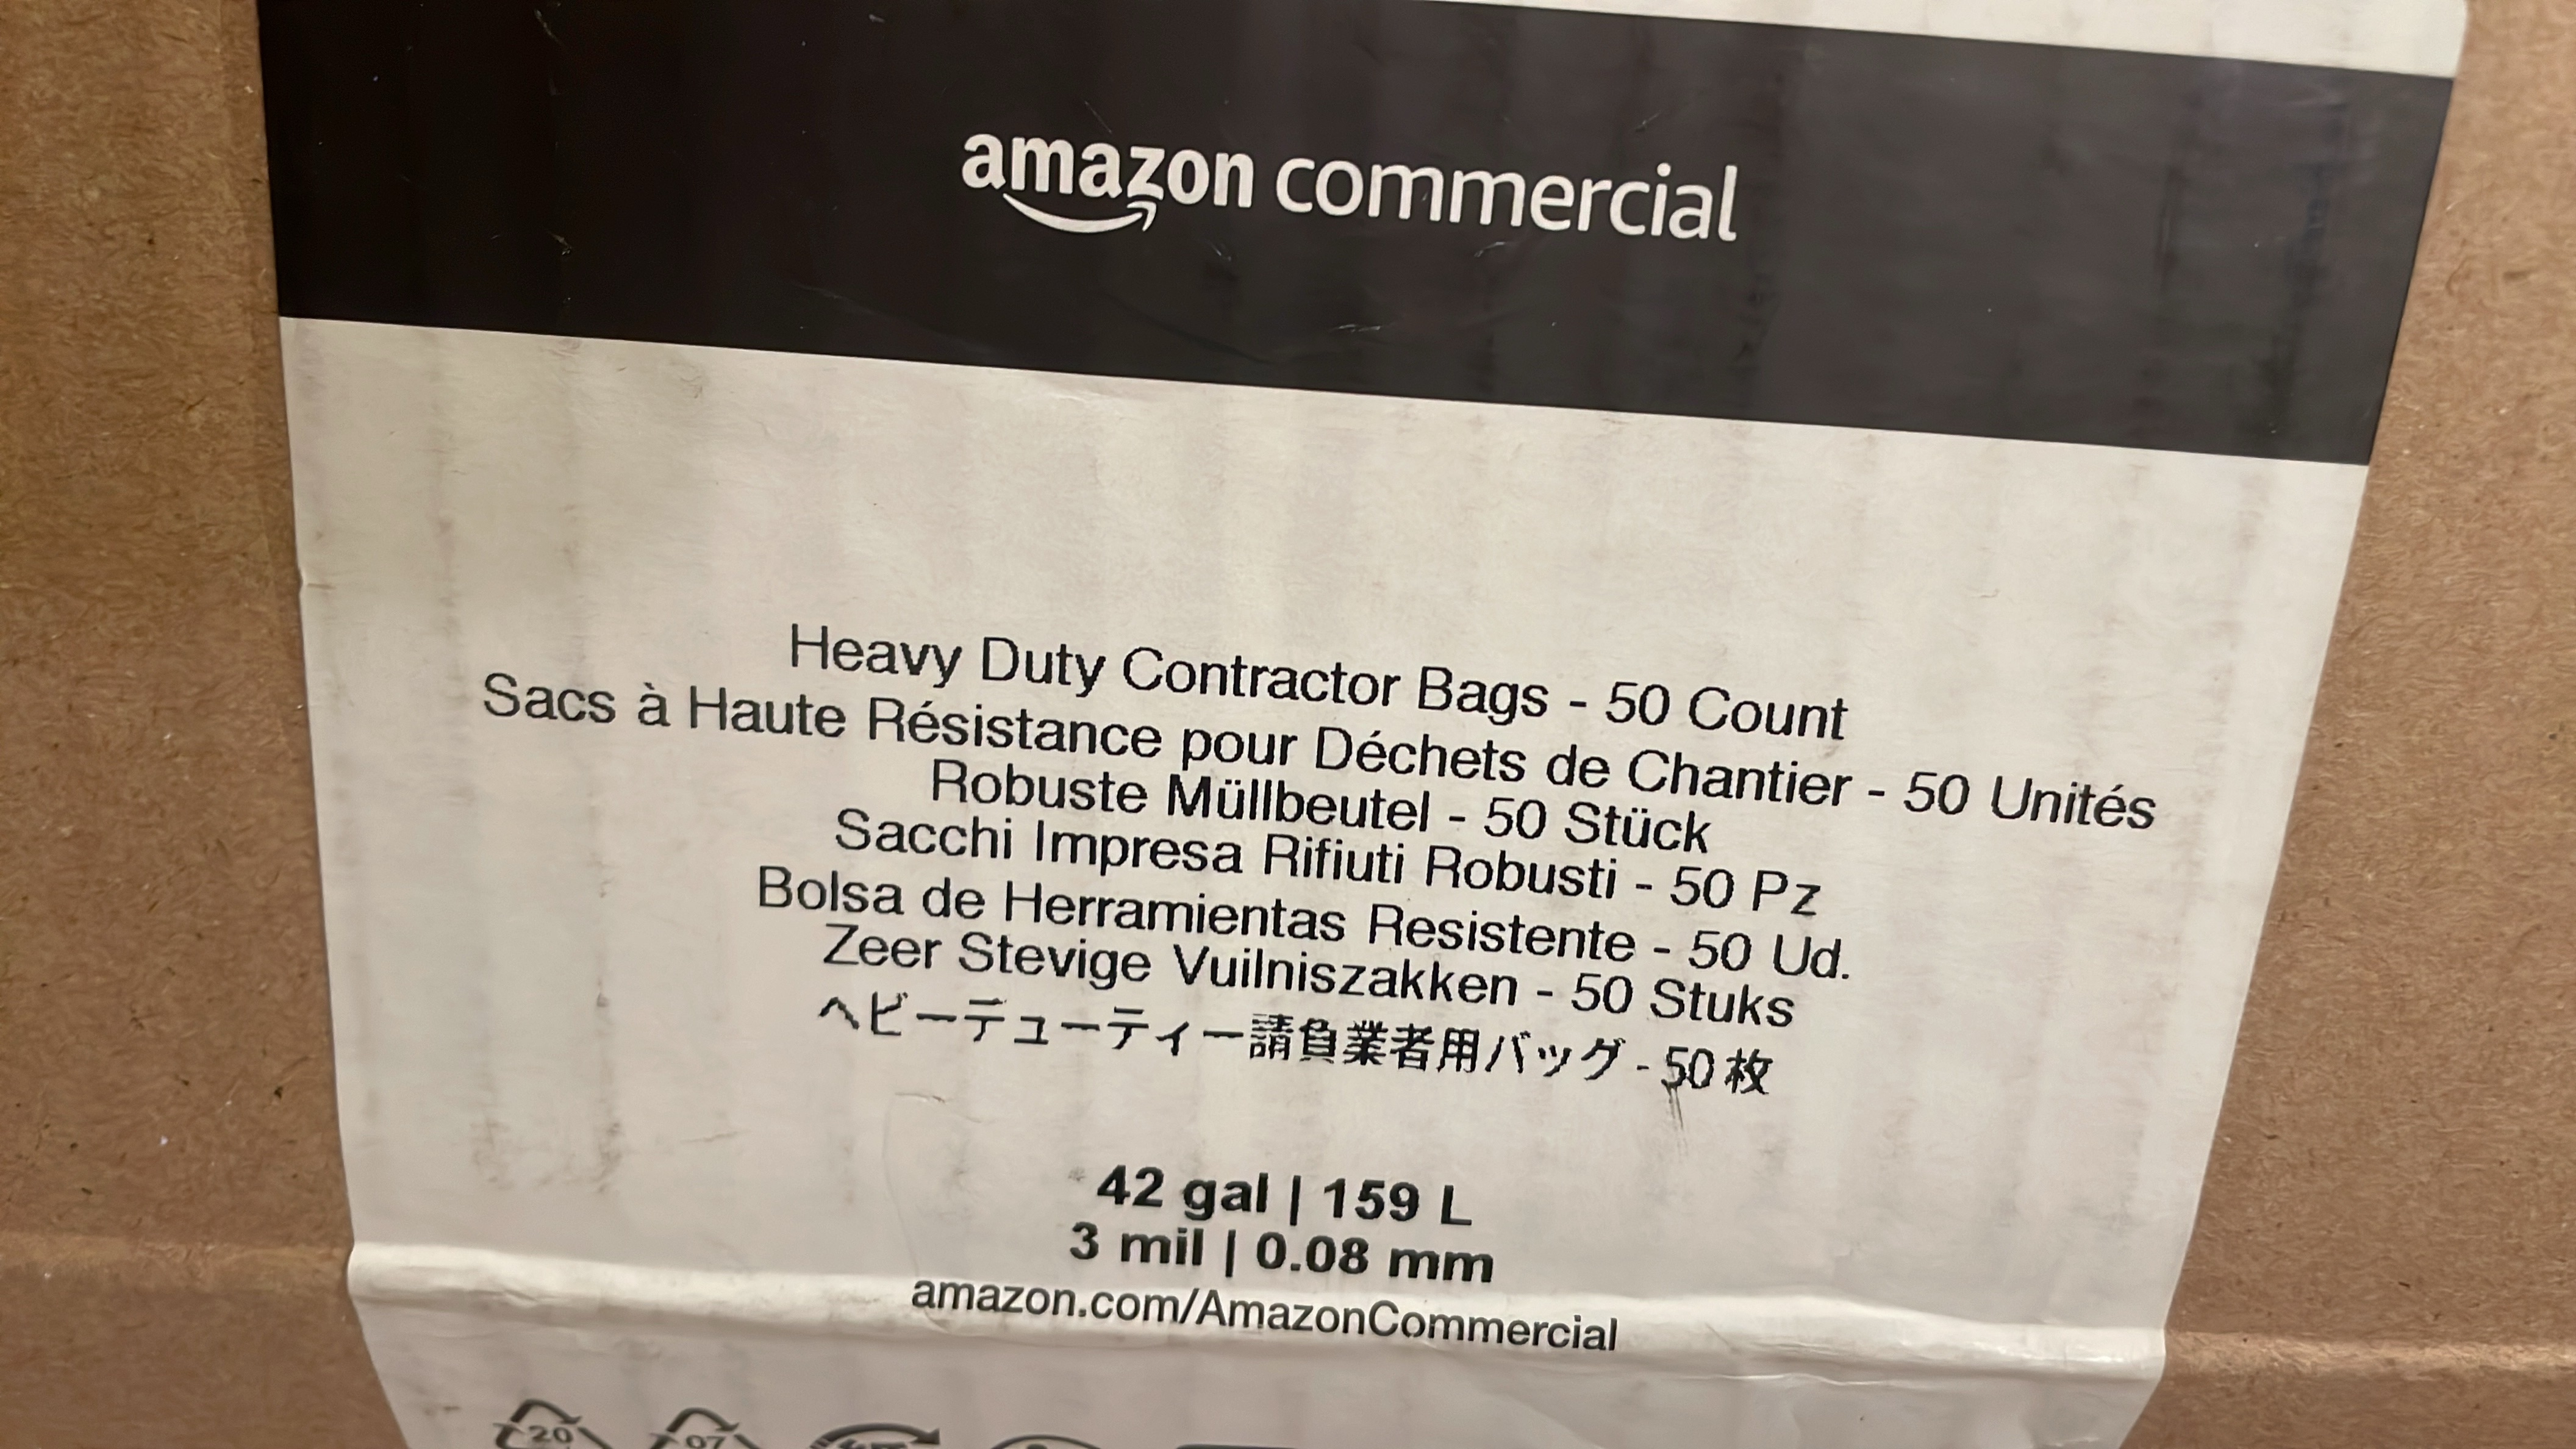 amazon commercial
Heavy Duty Contractor Bags - 50 Count
Sacs à Haute Résistance pour Déchets de Chantier - 50 Unités
Robuste Müllbeutel - 50 Stück
Sacchi Impresa Rifiuti Robusti - 50 Pz
Bolsa de Herramientas Resistente - 50 Ud.
Zeer Stevige Vuilniszakken - 50 Stuks
ヘビーデューティー請負業者用バッグ - 50枚
42 gal | 159 L
3 mil | 0.08 mm
amazon.com/AmazonCommercial
20 07